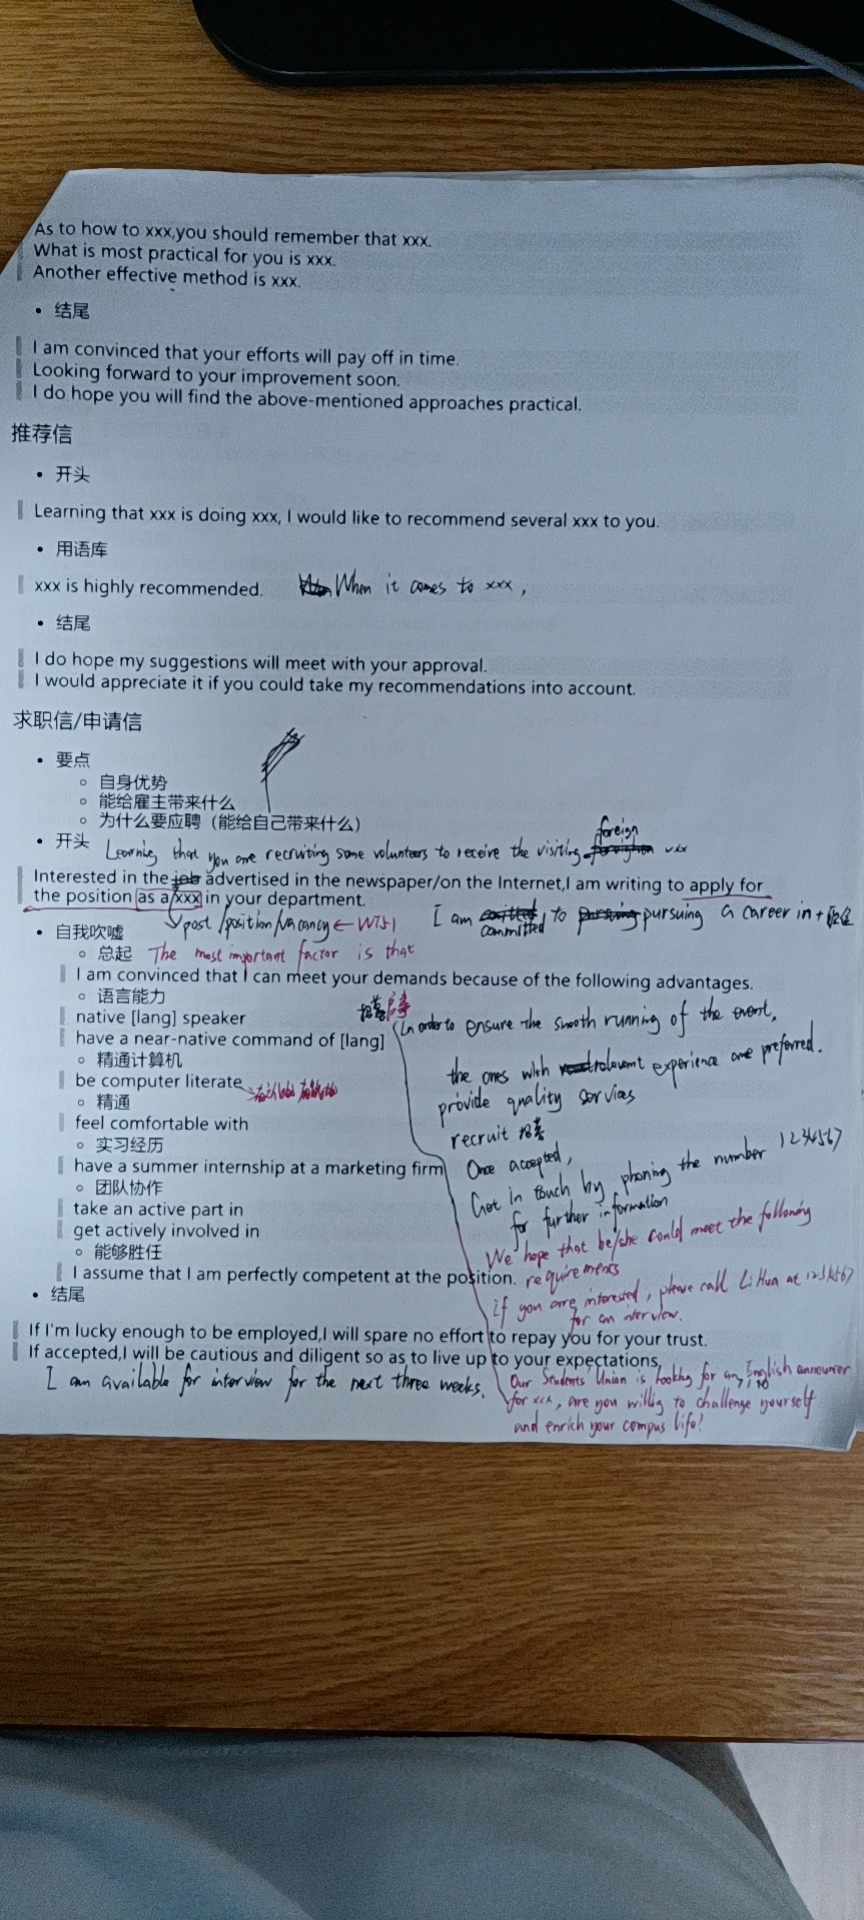 As to how to xxx,you should remember that xxx.
What is most practical for you is xxx.
Another effective method is xxx.
• 结尾
I am convinced that your efforts will pay off in time.
Looking forward to your improvement soon.
I do hope you will find the above-mentioned approaches practical.
推荐信
• 开头
Learning that xxx is doing xxx, I would like to recommend several xxx to you.
• 用语库
xxx is highly recommended. When it comes to xxx,
• 结尾
I do hope my suggestions will meet with your approval.
I would appreciate it if you could take my recommendations into account.
求职信/申请信
• 要点
○ 自身优势
○ 能给雇主带来什么
○ 为什么要应聘（能给自己带来什么）
foreign
• 开头 Learning that you are recruiting some volunteers to receive the visiting xxx
Interested in the job advertised in the newspaper/on the Internet,I am writing to apply for
the position as a xxx in your department.
post/position/vacancy
I am committed to pursuing a career in +
• 自我吹嘘
○ 总起 The most important factor is that
I am convinced that I can meet your demands because of the following advantages.
○ 语言能力
招募
native [lang] speaker
In order to ensure the smooth running of the event,
have a near-native command of [lang]
the ones with relevant experience are preferred.
○ 精通计算机
be computer literate
provide quality services
○ 精通
feel comfortable with
recruit 招募
○ 实习经历
have a summer internship at a marketing firm
Once accepted,
○ 团队协作
Get in touch by phoning the number 1234567
take an active part in
for further information
get actively involved in
We hope that he/she could meet the following
○ 能够胜任
I assume that I am perfectly competent at the position.
requirements
• 结尾
if you are interested, please call Li Hua at 1234567
for an interview.
If I'm lucky enough to be employed,I will spare no effort to repay you for your trust.
If accepted,I will be cautious and diligent so as to live up to your expectations.
I am available for interview for the next three weeks.
Our Students' Union is looking for an English announcer
for xxx, are you willig to challenge yourself
and enrich your compus life!